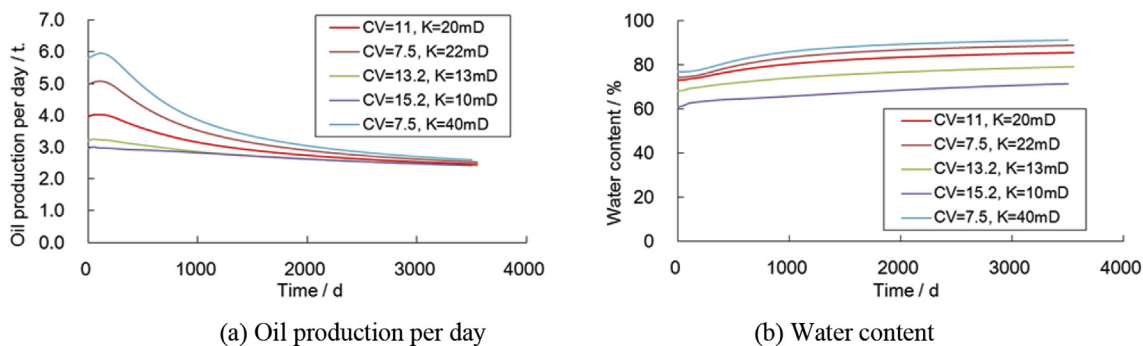 7.0
6.0
5.0
4.0
3.0
2.0
1.0
0.0
Oil production per day / t.
CV=11, K=20mD
CV=7.5, K=22mD
CV=13.2, K=13mD
CV=15.2, K=10mD
CV=7.5, K=40mD
0 1000 2000 3000 4000
Time / d
(a) Oil production per day
100
80
60
40
20
0
Water content / %
CV=11, K=20mD
CV=7.5, K=22mD
CV=13.2, K=13mD
CV=15.2, K=10mD
CV=7.5, K=40mD
0 1000 2000 3000 4000
Time / d
(b) Water content